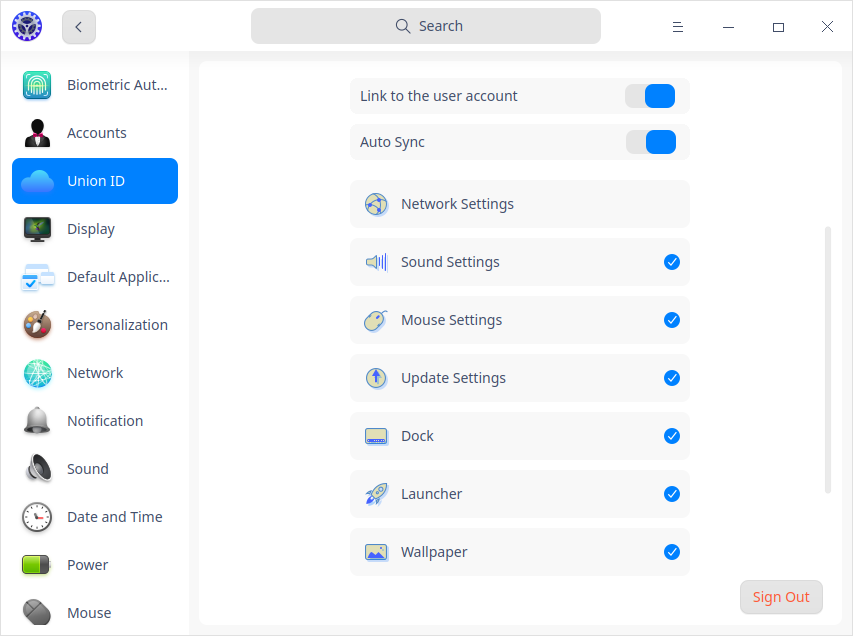 Search
Biometric Aut...
Accounts
Union ID
Display
Default Applic...
Personalization
Network
Notification
Sound
Date and Time
Power
Mouse
Link to the user account
Auto Sync
Network Settings
Sound Settings
Mouse Settings
Update Settings
Dock
Launcher
Wallpaper
Sign Out